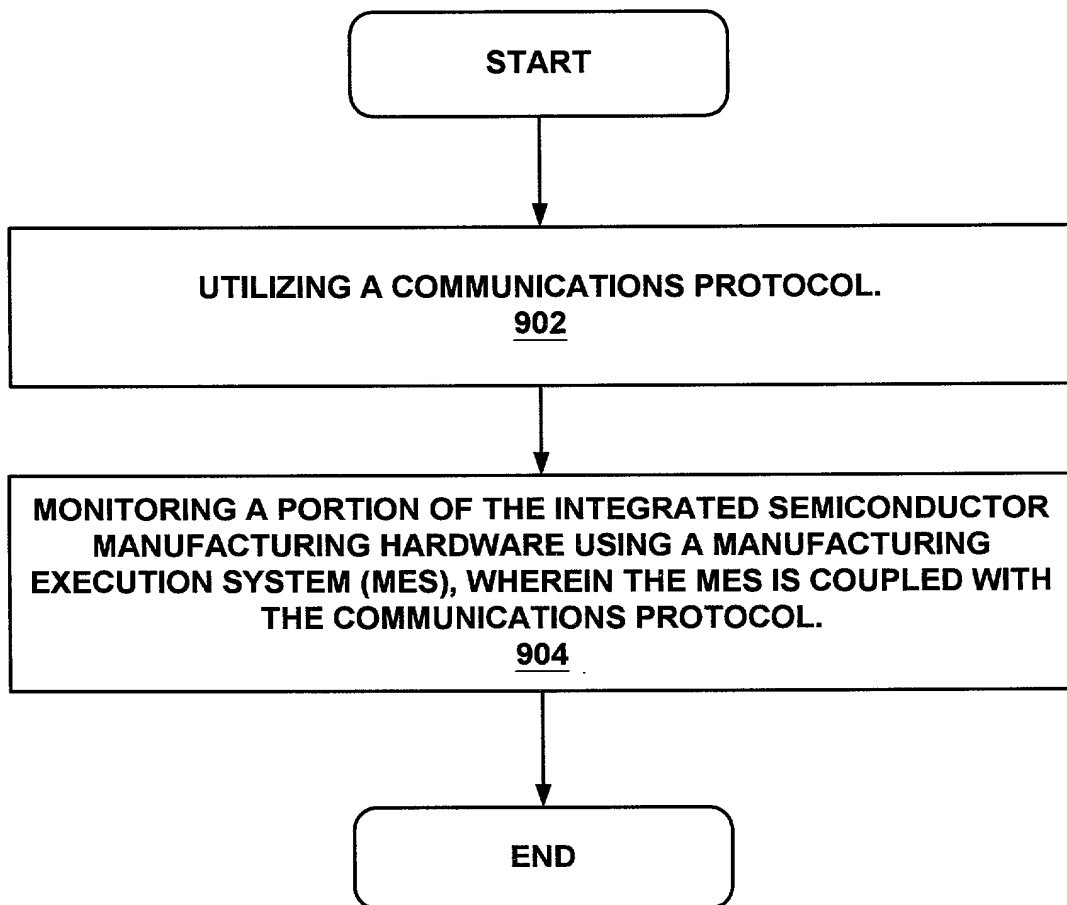 START
UTILIZING A COMMUNICATIONS PROTOCOL.
902
MONITORING A PORTION OF THE INTEGRATED SEMICONDUCTOR
MANUFACTURING HARDWARE USING A MANUFACTURING
EXECUTION SYSTEM (MES), WHEREIN THE MES IS COUPLED WITH
THE COMMUNICATIONS PROTOCOL.
904
END